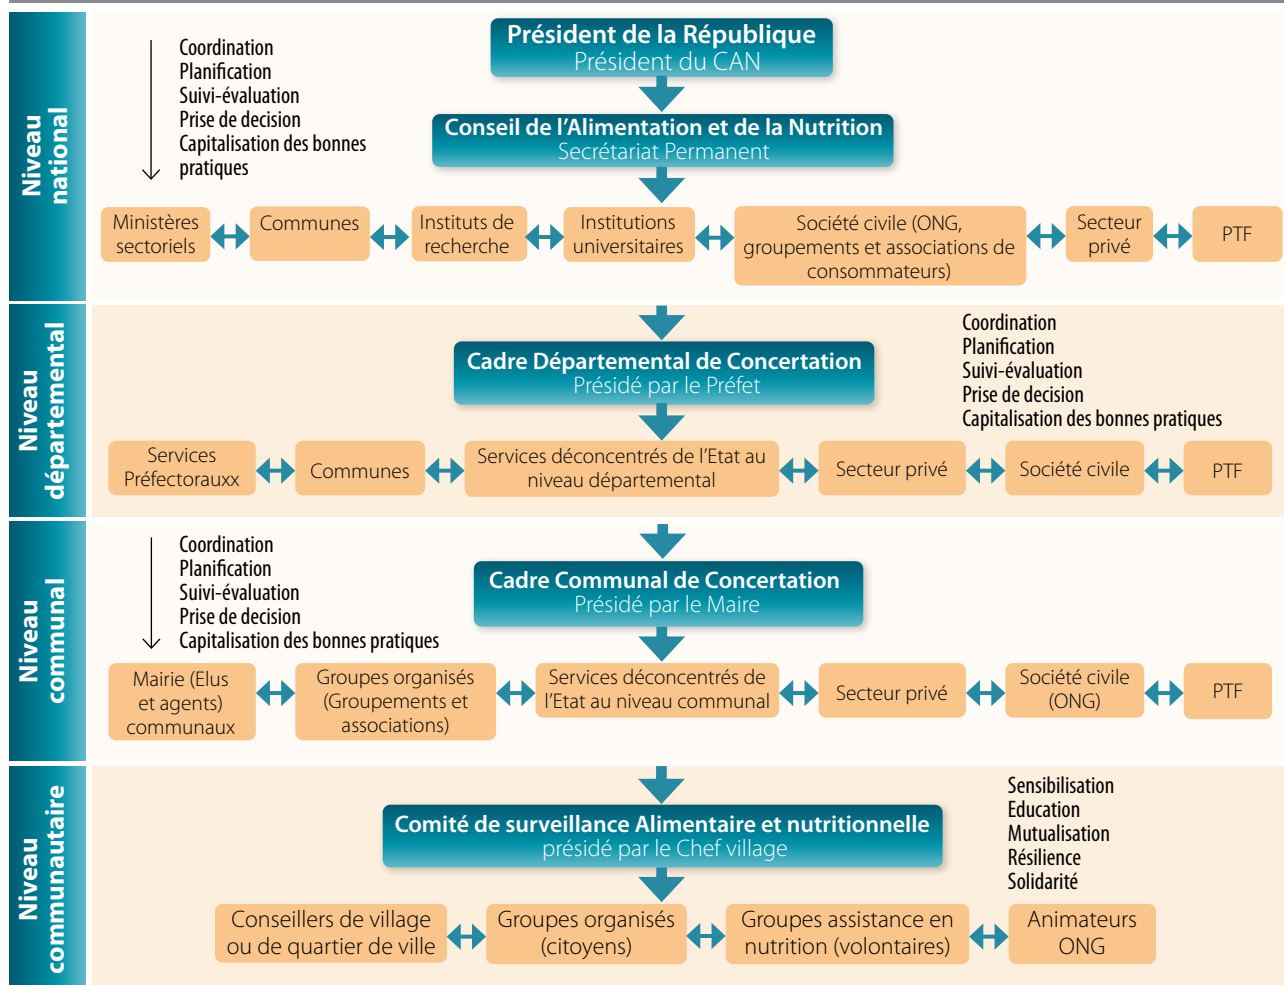 Niveau
national
Coordination
Planification
Suivi-évaluation
Prise de decision
Capitalisation des bonnes
pratiques
Président de la République
Président du CAN
Conseil de l'Alimentation et de la Nutrition
Secrétariat Permanent
Ministères
sectoriels
Communes
Instituts de
recherche
Institutions
universitaires
Société civile (ONG,
groupements et associations de
consommateurs)
Secteur
privé
PTF
Niveau
départemental
Cadre Départemental de Concertation
Présidé par le Préfet
Coordination
Planification
Suivi-évaluation
Prise de decision
Capitalisation des bonnes pratiques
Services
Préfectorauxx
Communes
Services déconcentrés de l'Etat au
niveau départemental
Secteur privé
Société civile
PTF
Niveau
communal
Coordination
Planification
Suivi-évaluation
Prise de decision
Capitalisation des bonnes pratiques
Cadre Communal de Concertation
Présidé par le Maire
Mairie (Elus
et agents)
communaux
Groupes organisés
(Groupements et
associations)
Services déconcentrés de
l'Etat au niveau communal
Secteur privé
Société civile
(ONG)
PTF
Niveau
communautaire
Comité de surveillance Alimentaire et nutritionnelle
présidé par le Chef village
Sensibilisation
Education
Mutualisation
Résilience
Solidarité
Conseillers de village
ou de quartier de ville
Groupes organisés
(citoyens)
Groupes assistance en
nutrition (volontaires)
Animateurs
ONG